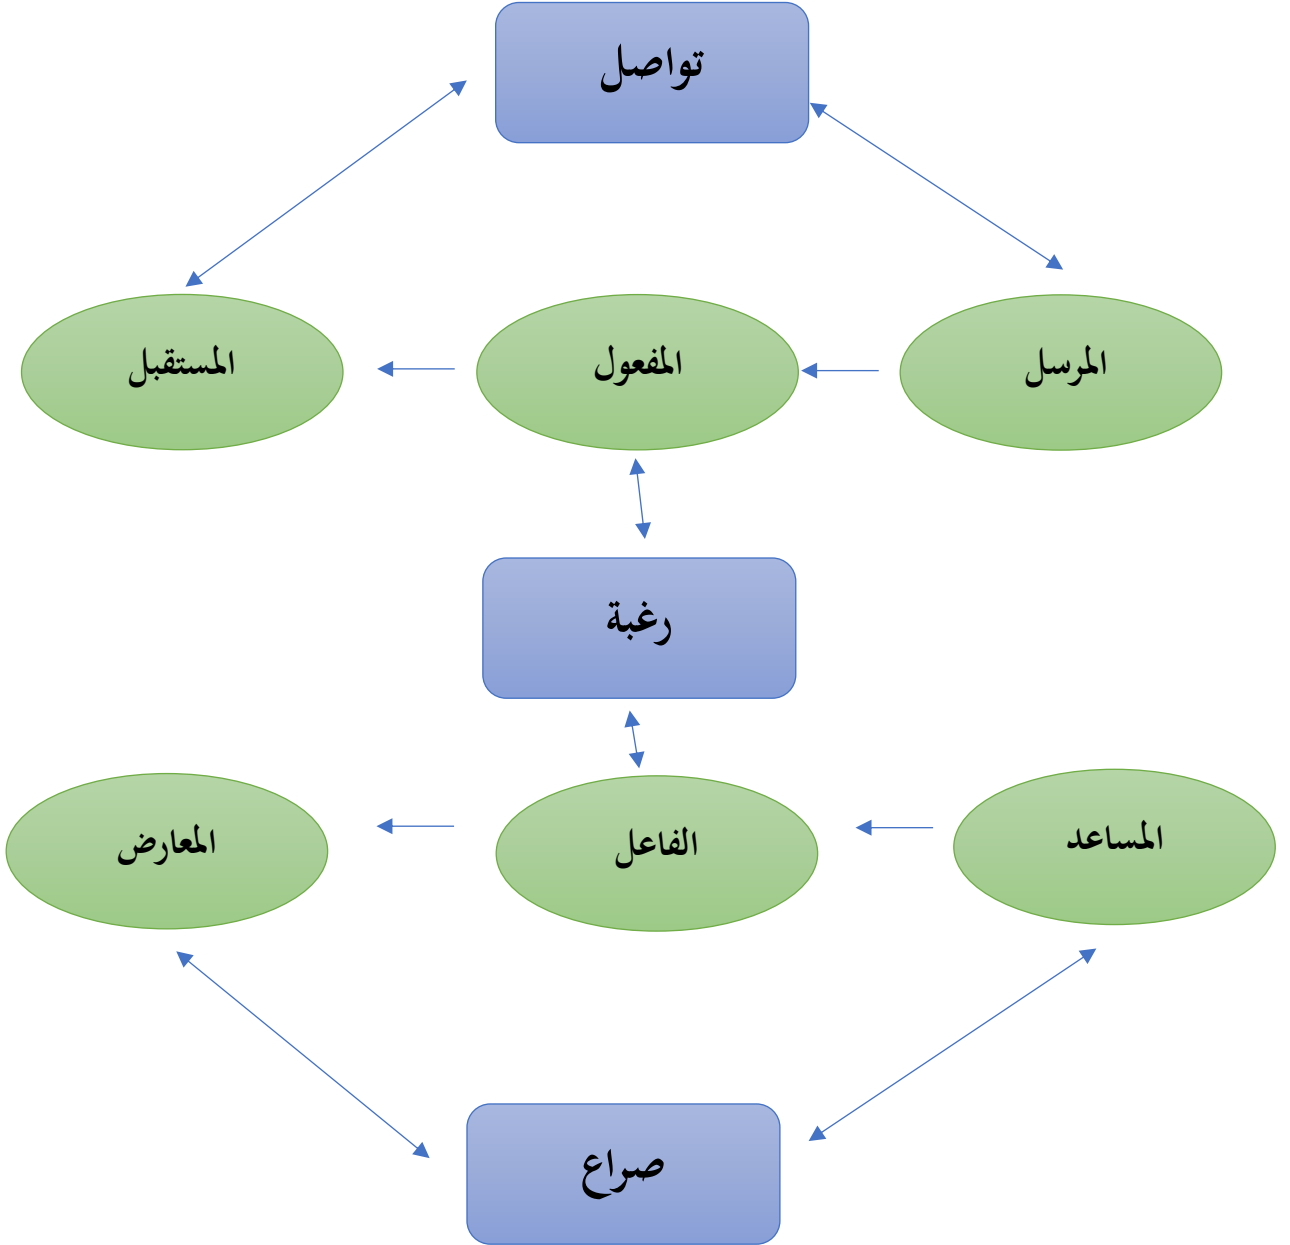 تواصل
المرسل
المفعول
المستقبل
رغبة
المساعد
الفاعل
المعارض
صراع